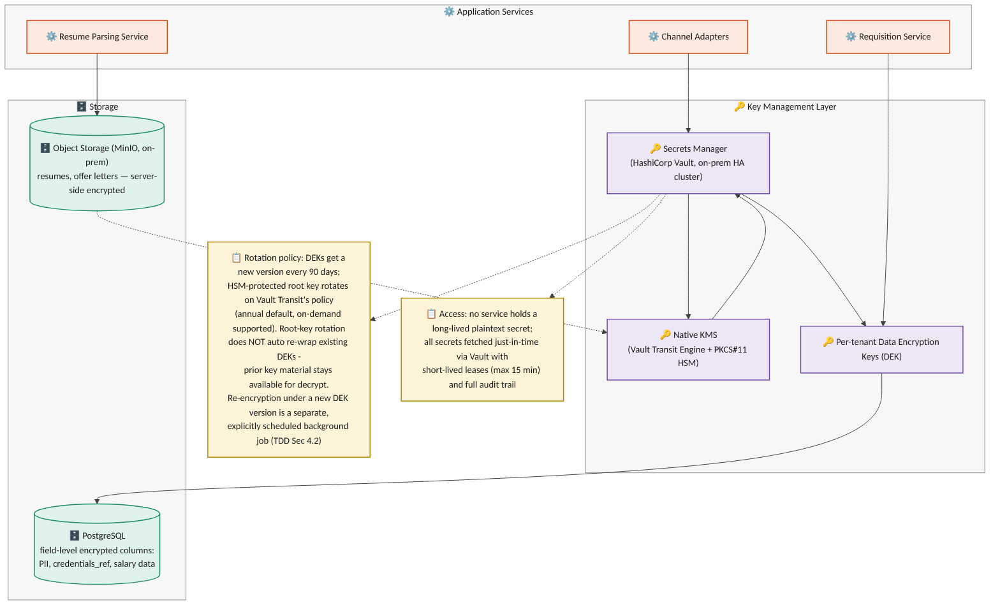 ⚙️ Application Services
⚙️ Resume Parsing Service
⚙️ Channel Adapters
⚙️ Requisition Service
🗄️ Storage
🔑 Key Management Layer
🗄️ Object Storage (MinIO, on-
prem)
resumes, offer letters — server-
side encrypted
🔑 Secrets Manager
(HashiCorp Vault, on-prem HA
cluster)
📋 Rotation policy: DEKs get a
new version every 90 days;
HSM-protected root key rotates
on Vault Transit's policy
(annual default, on-demand
supported). Root-key rotation
does NOT auto re-wrap existing
DEKs -
prior key material stays
available for decrypt.
Re-encryption under a new DEK
version is a separate,
explicitly scheduled background
job (TDD Sec 4.2)
📋 Access: no service holds a
long-lived plaintext secret;
all secrets fetched just-in-time
via Vault with
short-lived leases (max 15 min)
and full audit trail
🔑 Native KMS
(Vault Transit Engine + PKCS#11
HSM)
🔑 Per-tenant Data Encryption
Keys (DEK)
🗄️ PostgreSQL
field-level encrypted columns:
PII, credentials_ref, salary data